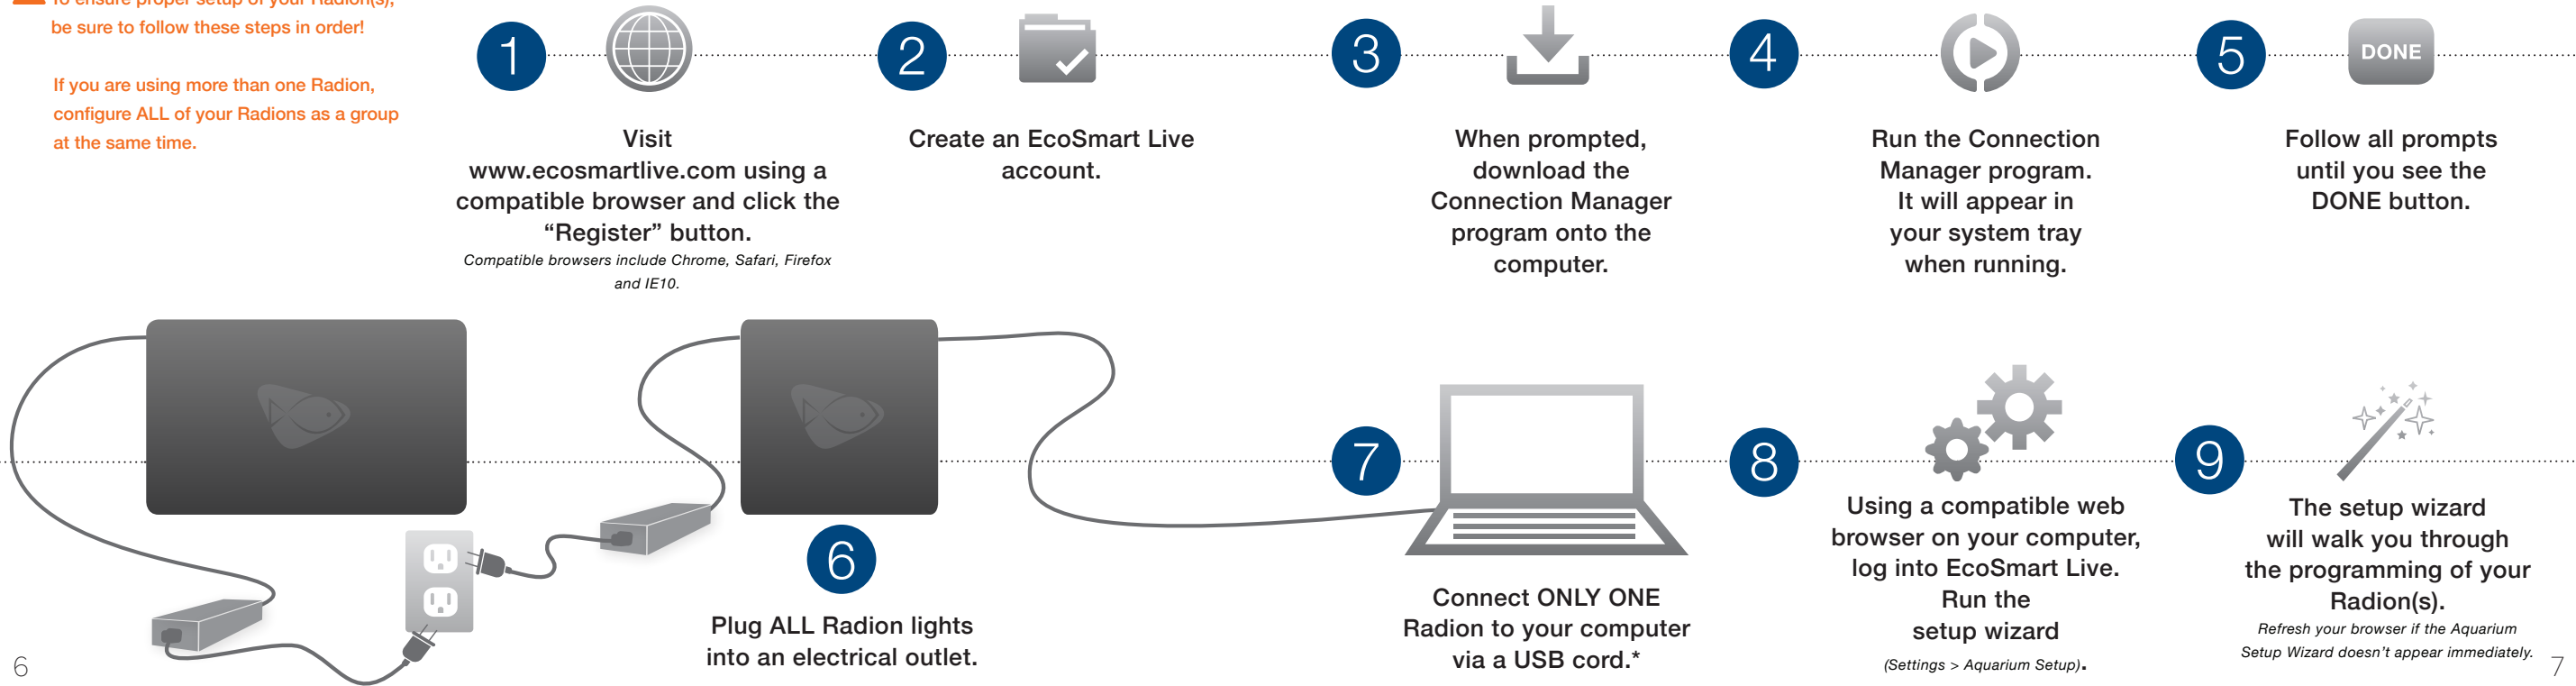 To ensure proper setup of your Radion(s),
be sure to follow these steps in order!
If you are using more than one Radion,
configure ALL of your Radions as a group
at the same time.
1
Visit
www.ecosmartlive.com using a
compatible browser and click the
“Register” button.
Compatible browsers include Chrome, Safari, Firefox
and IE10.
2
Create an EcoSmart Live
account.
3
When prompted,
download the
Connection Manager
program onto the
computer.
4
Run the Connection
Manager program.
It will appear in
your system tray
when running.
5
DONE
Follow all prompts
until you see the
DONE button.
6
Plug ALL Radion lights
into an electrical outlet.
7
Connect ONLY ONE
Radion to your computer
via a USB cord.*
8
Using a compatible web
browser on your computer,
log into EcoSmart Live.
Run the
setup wizard
(Settings > Aquarium Setup).
9
The setup wizard
will walk you through
the programming of your
Radion(s).
Refresh your browser if the Aquarium
Setup Wizard doesn’t appear immediately.
6
7